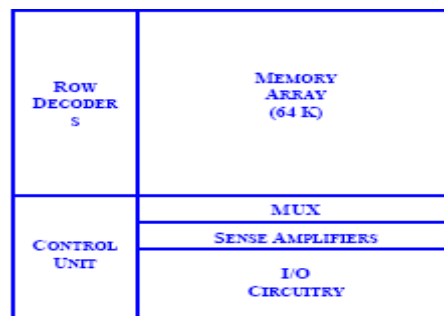 ROW
DECODER
S
MEMORY
ARRAY
(64 K)
CONTROL
UNIT
MUX
SENSE AMPLIFIERS
I/O
CIRCUITRY